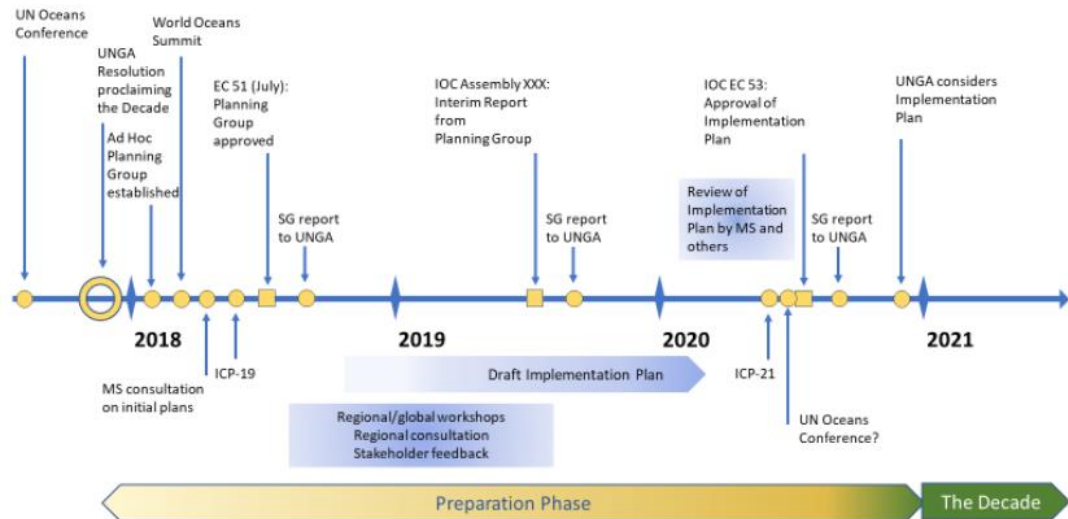 UN Oceans
Conference
UNGA
Resolution
proclaiming
the Decade
Ad Hoc
Planning
Group
established
World Oceans
Summit
EC 51 (July):
Planning
Group
approved
SG report
to UNGA
IOC Assembly XXX:
Interim Report
from
Planning Group
SG report
to UNGA
Review of
Implementation
Plan by MS and
others
IOC EC 53:
Approval of
Implementation
Plan
SG report
to UNGA
UNGA considers
Implementation
Plan
2018
2019
2020
2021
MS consultation
on initial plans
ICP-19
Draft Implementation Plan
Regional/global workshops
Regional consultation
Stakeholder feedback
ICP-21
UN Oceans
Conference?
Preparation Phase
The Decade